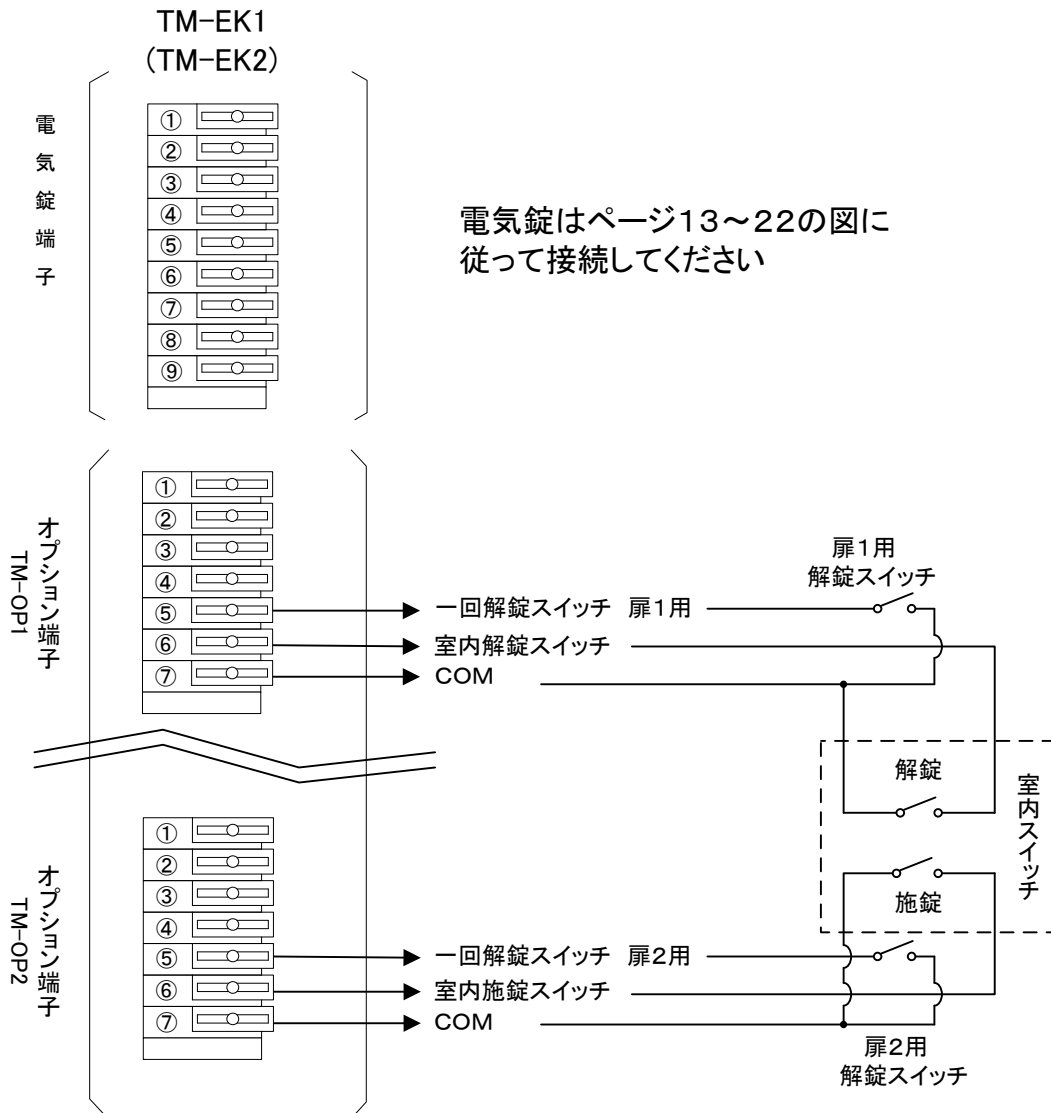 TM-EK1
(TM-EK2)
電気錠端子
①
②
③
④
⑤
⑥
⑦
⑧
⑨
電気錠はページ13～22の図に
従って接続してください
オプション端子
TM-OP1
①
②
③
④
⑤
⑥
⑦
一回解錠スイッチ 扉1用
室内解錠スイッチ
COM
扉1用
解錠スイッチ
解錠
室内スイッチ
施錠
オプション端子
TM-OP2
①
②
③
④
⑤
⑥
⑦
一回解錠スイッチ 扉2用
室内施錠スイッチ
COM
扉2用
解錠スイッチ